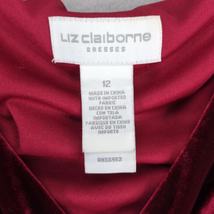 LIZ claiborne
DRESSES
12
MADE IN CHINA
WITH IMPORTED
FABRIC
HECHO EN CHINA
CON TELA
IMPORTADA
FABRIQUE EN CHINE
AVEC DU TISSU
IMPORTE